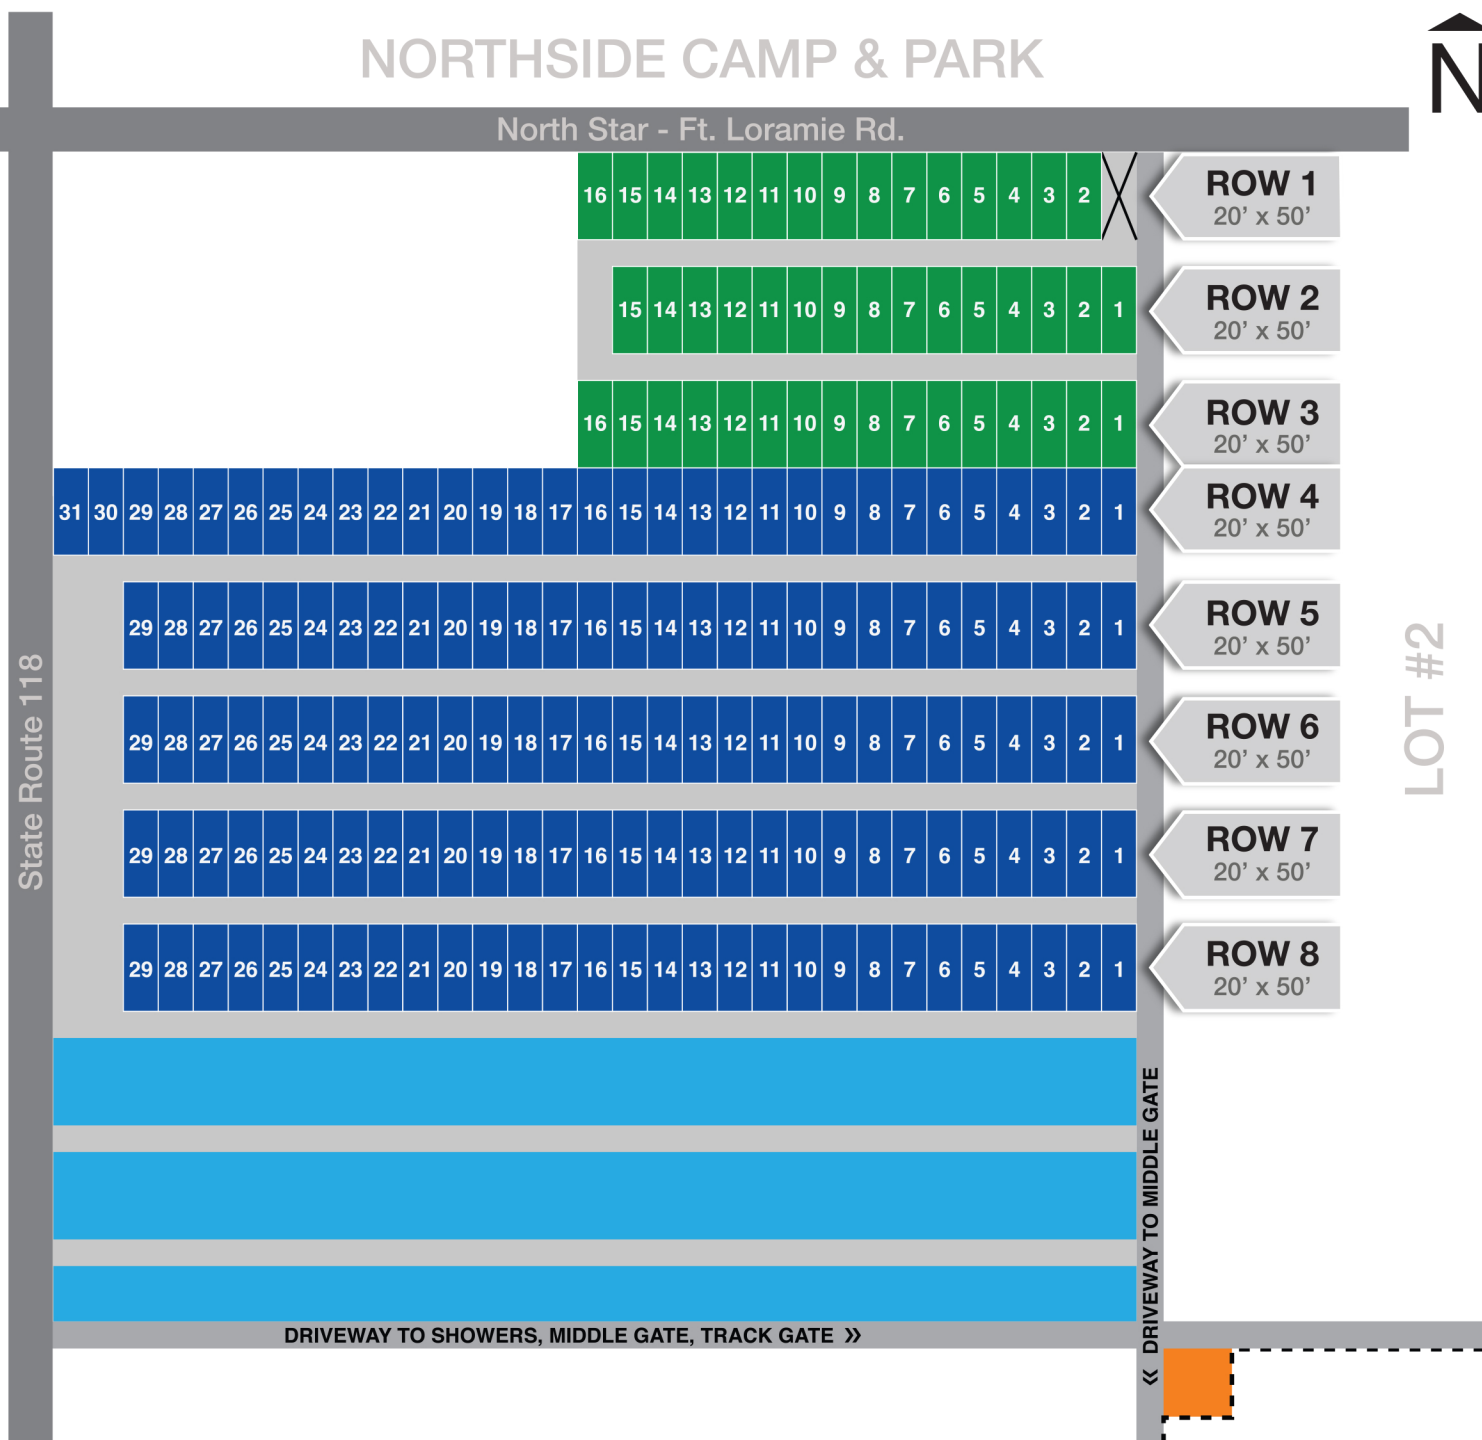 NORTHSIDE CAMP & PARK
N
North Star - Ft. Loramie Rd.
16 15 14 13 12 11 10 9 8 7 6 5 4 3 2
ROW 1
20’ x 50’
15 14 13 12 11 10 9 8 7 6 5 4 3 2 1
ROW 2
20’ x 50’
16 15 14 13 12 11 10 9 8 7 6 5 4 3 2 1
ROW 3
20’ x 50’
31 30 29 28 27 26 25 24 23 22 21 20 19 18 17 16 15 14 13 12 11 10 9 8 7 6 5 4 3 2 1
ROW 4
20’ x 50’
29 28 27 26 25 24 23 22 21 20 19 18 17 16 15 14 13 12 11 10 9 8 7 6 5 4 3 2 1
ROW 5
20’ x 50’
29 28 27 26 25 24 23 22 21 20 19 18 17 16 15 14 13 12 11 10 9 8 7 6 5 4 3 2 1
ROW 6
20’ x 50’
29 28 27 26 25 24 23 22 21 20 19 18 17 16 15 14 13 12 11 10 9 8 7 6 5 4 3 2 1
ROW 7
20’ x 50’
29 28 27 26 25 24 23 22 21 20 19 18 17 16 15 14 13 12 11 10 9 8 7 6 5 4 3 2 1
ROW 8
20’ x 50’
State Route 118
LOT #2
« DRIVEWAY TO MIDDLE GATE
DRIVEWAY TO SHOWERS, MIDDLE GATE, TRACK GATE »